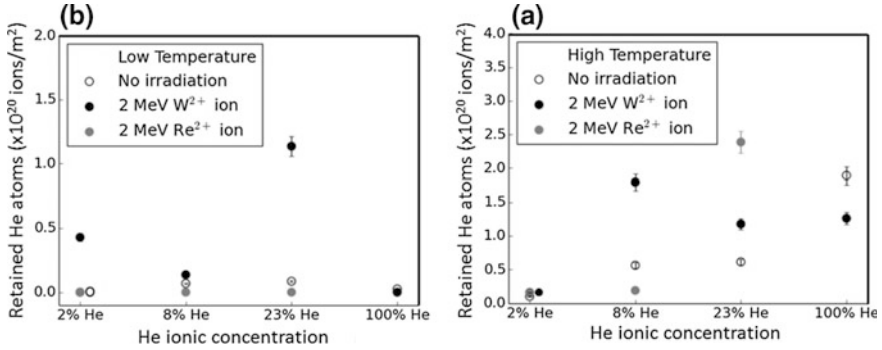 (b)
2.0
1.5
1.0
0.5
0.0
Retained He atoms (x10²⁰ ions/m²)
Low Temperature
No irradiation
2 MeV W²⁺ ion
2 MeV Re²⁺ ion
2% He
8% He
23% He
100% He
He ionic concentration
(a)
4.0
3.5
3.0
2.5
2.0
1.5
1.0
0.5
0.0
Retained He atoms (x10²⁰ ions/m²)
High Temperature
No irradiation
2 MeV W²⁺ ion
2 MeV Re²⁺ ion
2% He
8% He
23% He
100% He
He ionic concentration